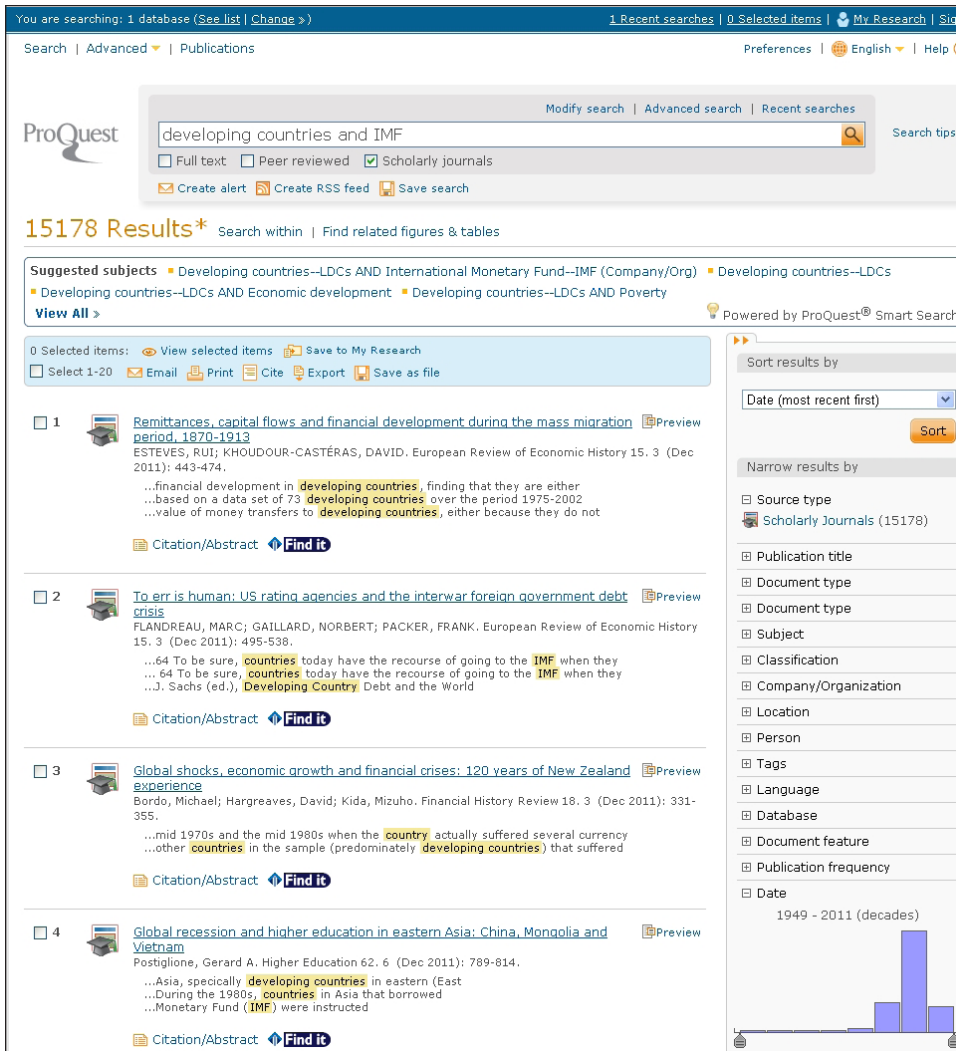 You are searching: 1 database (See list | Change »)
1 Recent searches | 0 Selected items | My Research |
Search | Advanced | Publications
Preferences | English | Help
Modify search | Advanced search | Recent searches
ProQuest
developing countries and IMF
Search tips
Full text Peer reviewed Scholarly journals
Create alert Create RSS feed Save search
15178 Results* Search within | Find related figures & tables
Suggested subjects Developing countries--LDCs AND International Monetary Fund--IMF (Company/Org) Developing countries--LDCs
Developing countries--LDCs AND Economic development Developing countries--LDCs AND Poverty
View All »
Powered by ProQuest® Smart Search
0 Selected items: View selected items Save to My Research
Select 1-20 Email Print Cite Export Save as file
1 Remittances, capital flows and financial development during the mass migration Preview
period, 1870-1913
ESTEVES, RUI; KHOUDOUR-CASTÉRAS, DAVID. European Review of Economic History 15. 3 (Dec
2011): 443-474.
...financial development in developing countries, finding that they are either
...based on a data set of 73 developing countries over the period 1975-2002
...value of money transfers to developing countries, either because they do not
Citation/Abstract Find it
2 To err is human: US rating agencies and the interwar foreign government debt Preview
crisis
FLANDREAU, MARC; GAILLARD, NORBERT; PACKER, FRANK. European Review of Economic History
15. 3 (Dec 2011): 495-538.
...64 To be sure, countries today have the recourse of going to the IMF when they
... 64 To be sure, countries today have the recourse of going to the IMF when they
...J. Sachs (ed.), Developing Country Debt and the World
Citation/Abstract Find it
3 Global shocks, economic growth and financial crises: 120 years of New Zealand Preview
experience
Bordo, Michael; Hargreaves, David; Kida, Mizuho. Financial History Review 18. 3 (Dec 2011): 331-
355.
...mid 1970s and the mid 1980s when the country actually suffered several currency
...other countries in the sample (predominately developing countries) that suffered
Citation/Abstract Find it
4 Global recession and higher education in eastern Asia: China, Mongolia and Preview
Vietnam
Postiglione, Gerard A. Higher Education 62. 6 (Dec 2011): 789-814.
...Asia, specically developing countries in eastern (East
...During the 1980s, countries in Asia that borrowed
...Monetary Fund (IMF) were instructed
Citation/Abstract Find it
Sort results by
Date (most recent first)
Sort
Narrow results by
Source type
Scholarly Journals (15178)
Publication title
Document type
Document type
Subject
Classification
Company/Organization
Location
Person
Tags
Language
Database
Document feature
Publication frequency
Date
1949 - 2011 (decades)